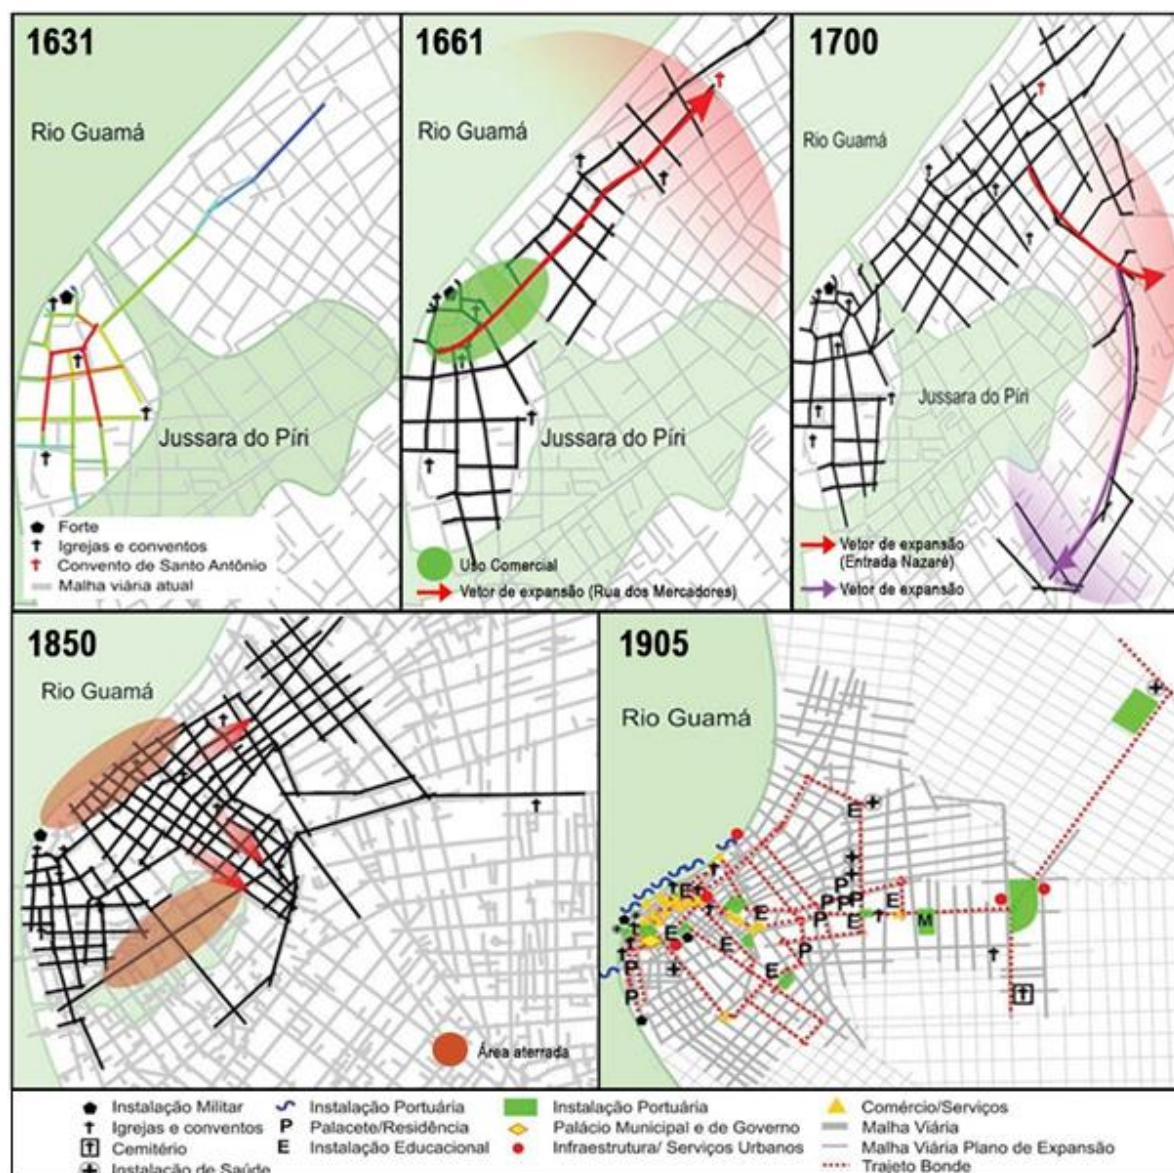 1631
Rio Guamá
Jussara do Píri
Forte
Igrejas e conventos
Convento de Santo Antônio
Malha viária atual
1661
Rio Guamá
Jussara do Píri
Uso Comercial
Vetor de expansão (Rua dos Mercadores)
1700
Rio Guamá
Jussara do Píri
Vetor de expansão
(Entrada Nazaré)
Vetor de expansão
1850
Rio Guamá
Área aterrada
1905
Rio Guamá
E
E
P
P
P P P
E
E
P
E
M
E
E
E
P
P
E
P
Instalação Militar
Igrejas e conventos
Cemitério
Instalação de Saúde
Instalação Portuária
P Palacete/Residência
E Instalação Educacional
Instalação Portuária
Palácio Municipal e de Governo
Infraestrutura/ Serviços Urbanos
Comércio/Serviços
Malha Viária
Malha Viária Plano de Expansão
Trajeto Bonde